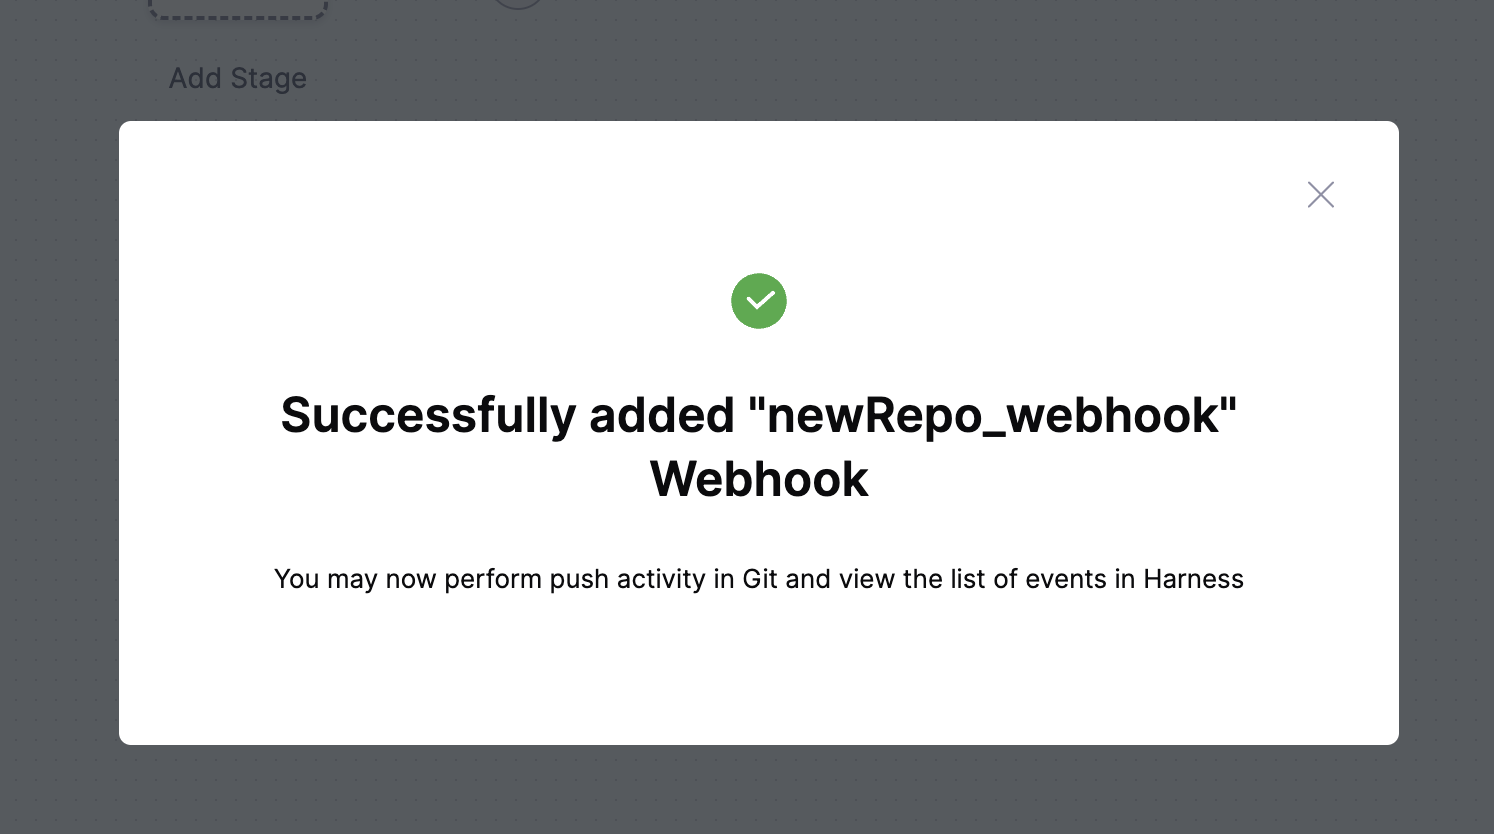 Add Stage
Successfully added "newRepo_webhook"
Webhook
You may now perform push activity in Git and view the list of events in Harness